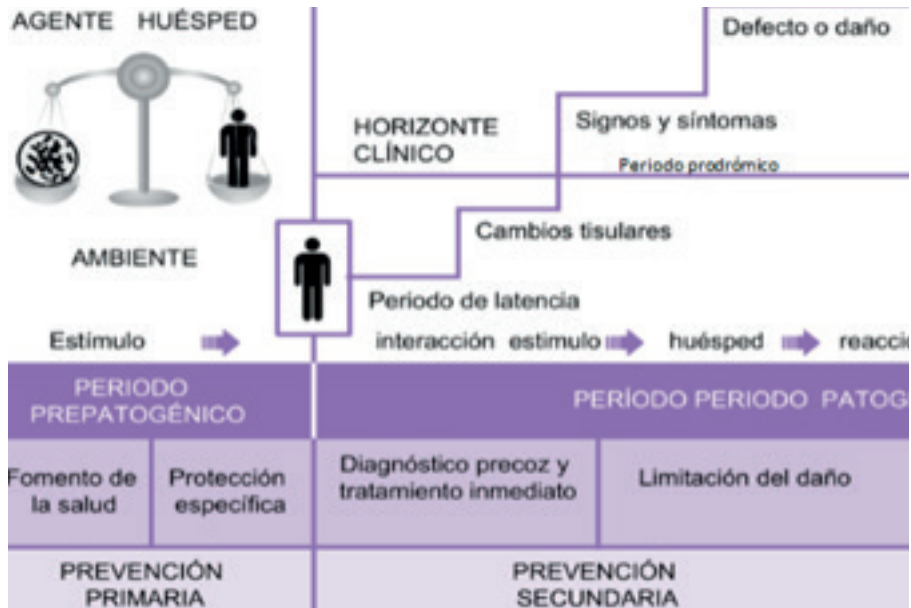 AGENTE HUÉSPED
AMBIENTE
Defecto o daño
HORIZONTE
CLÍNICO
Signos y síntomas
Periodo prodrómico
Cambios tisulares
Periodo de latencia
Estímulo
interacción estimulo huésped reacció
PERIODO
PREPATOGÉNICO
PERÍODO PERIODO PATOG
Fomento de
la salud
Protección
específica
Diagnóstico precoz y
tratamiento inmediato
Limitación del daño
PREVENCIÓN
PRIMARIA
PREVENCIÓN
SECUNDARIA